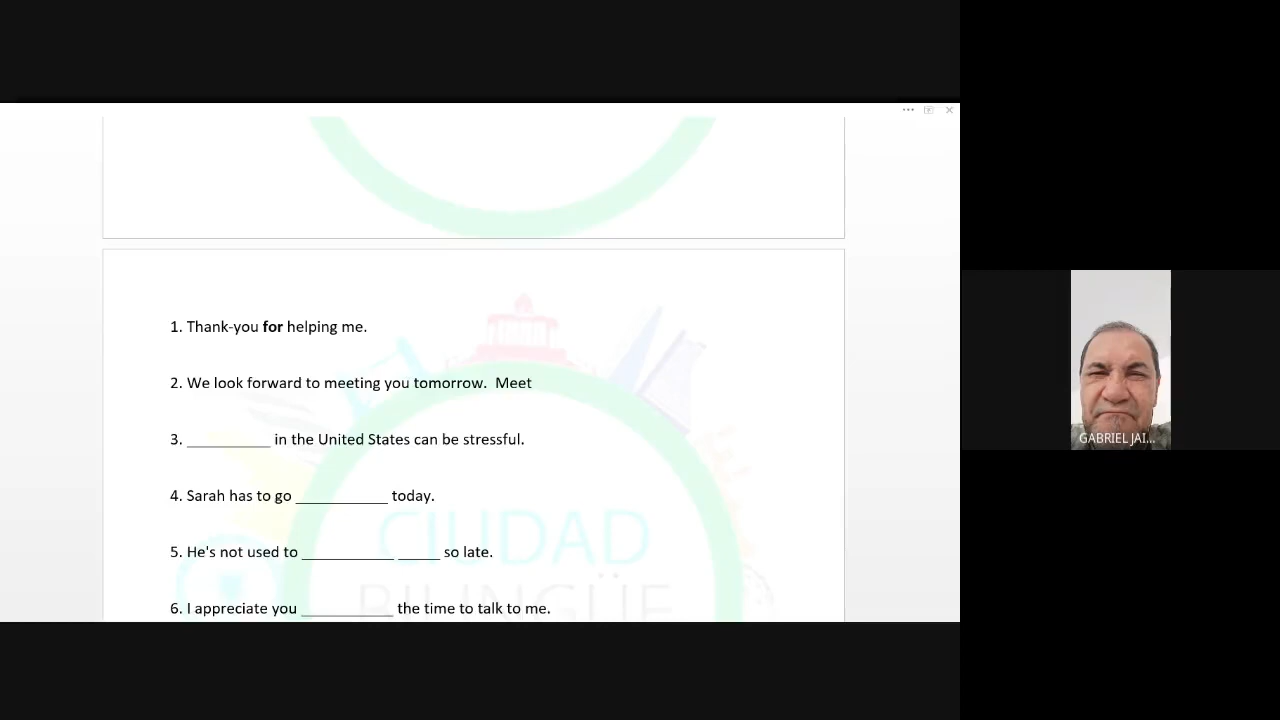 1. Thank-you for helping me.
2. We look forward to meeting you tomorrow.  Meet
3. __________ in the United States can be stressful.
4. Sarah has to go ___________ today.
5. He's not used to ___________ _____ so late.
6. I appreciate you ___________ the time to talk to me.
CIUDAD
BILINGÜE
GABRIEL JAI...